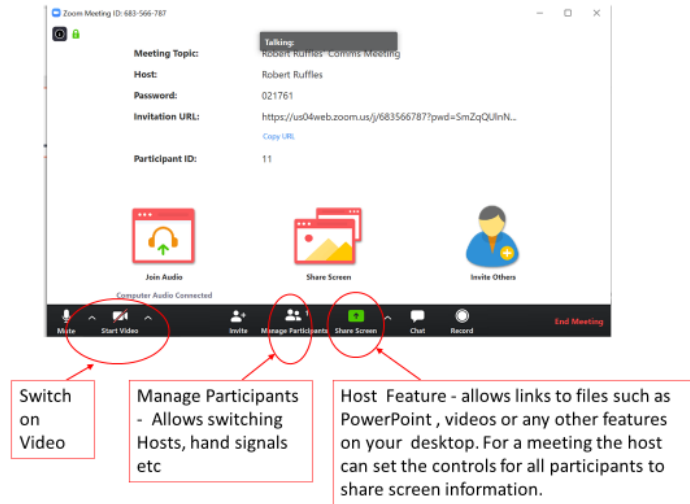 Zoom Meeting ID: 683-566-787
Talking:
Meeting Topic: Robert Ruffles' Comms Meeting
Host: Robert Ruffles
Password: 021761
Invitation URL: https://us04web.zoom.us/j/683566787?pwd=SmZqQUlnN...
Copy URL
Participant ID: 11
Join Audio Share Screen Invite Others
Computer Audio Connected
1
Mute Start Video Invite Manage Participants Share Screen Chat Record End Meeting
Switch
on
Video
Manage Participants
- Allows switching
Hosts, hand signals
etc
Host Feature - allows links to files such as
PowerPoint , videos or any other features
on your desktop. For a meeting the host
can set the controls for all participants to
share screen information.